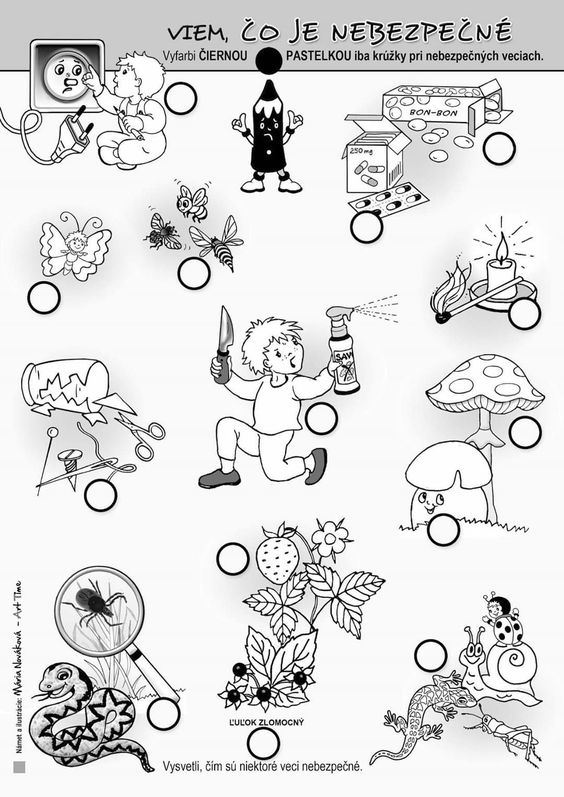 VIEM, ČO JE NEBEZPEČNÉ
Vyfarbi ČIERNOU PASTELKOU iba krúžky pri nebezpečných veciach.
BON-BON
250 mg
SAVO
ĽUĽOK ZLOMOCNÝ
Námet a ilustrácie: Mária Nováková - Art Time
Vysvetli, čím sú niektoré veci nebezpečné.